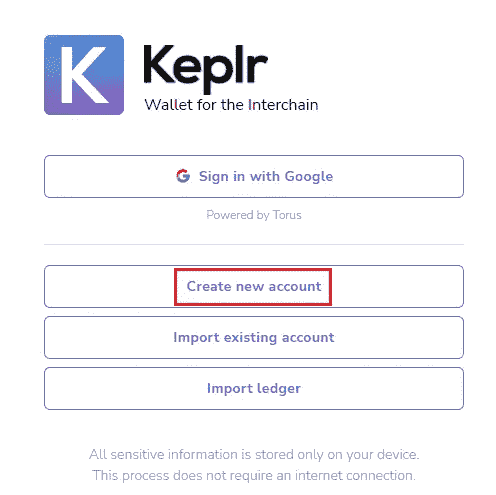 K
Keplr
Wallet for the Interchain
Sign in with Google
Powered by Torus
Create new account
Import existing account
Import ledger
All sensitive information is stored only on your device.
This process does not require an internet connection.